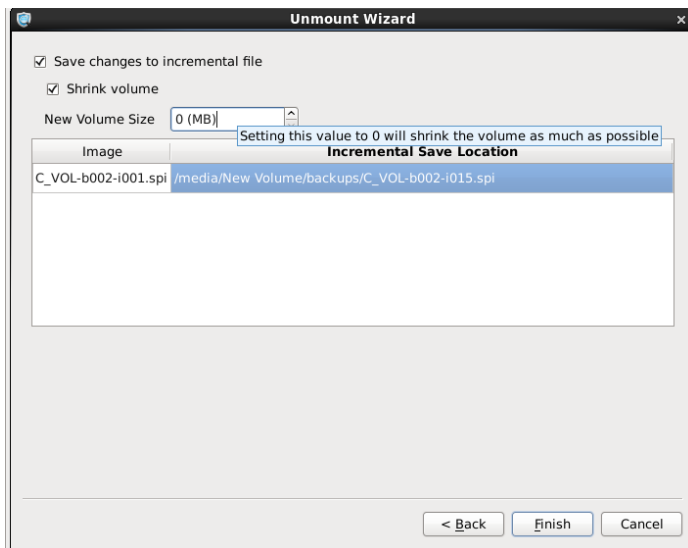 Unmount Wizard
Save changes to incremental file
Shrink volume
New Volume Size 0 (MB)
Setting this value to 0 will shrink the volume as much as possible
Image Incremental Save Location
C_VOL-b002-i001.spi /media/New Volume/backups/C_VOL-b002-i015.spi
< Back Finish Cancel